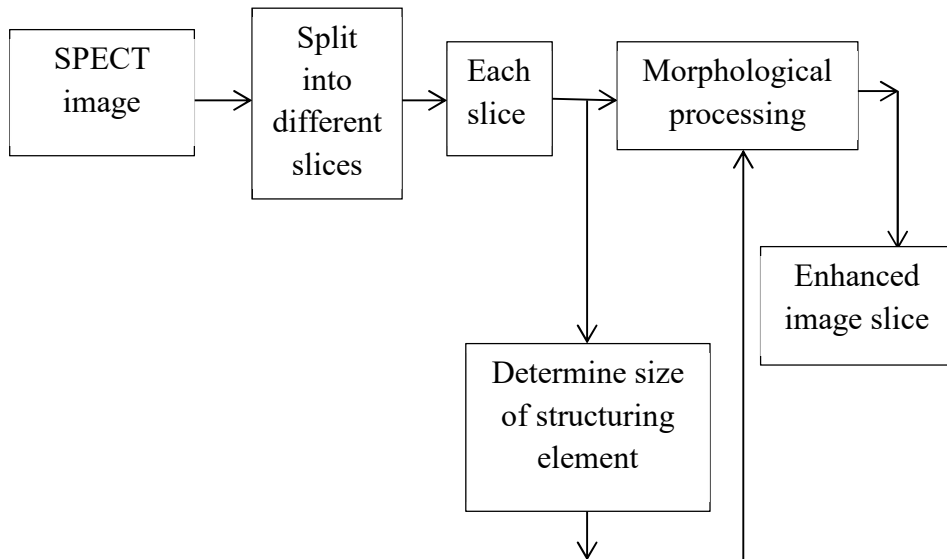 SPECT
image
Split
into
different
slices
Each
slice
Morphological
processing
Enhanced
image slice
Determine size
of structuring
element